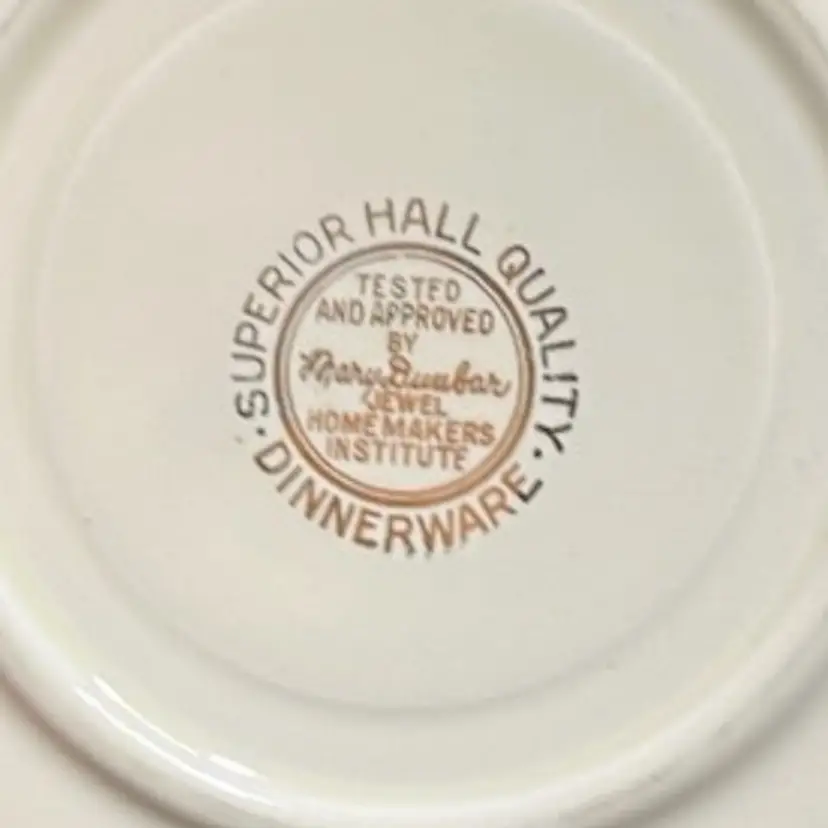 SUPERIOR HALL QUALITY
TESTED
AND APPROVED
BY
Mary Dunbar
JEWEL
HOMEMAKERS
INSTITUTE
· DINNERWARE ·